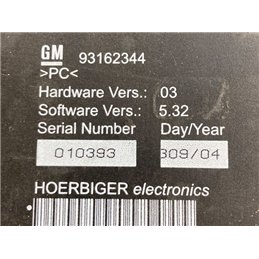 GM 93162344
>PC<
Hardware Vers.: 03
Software Vers.: 5.32
Serial Number Day/Year
010393 309/04
HOERBIGER electronics